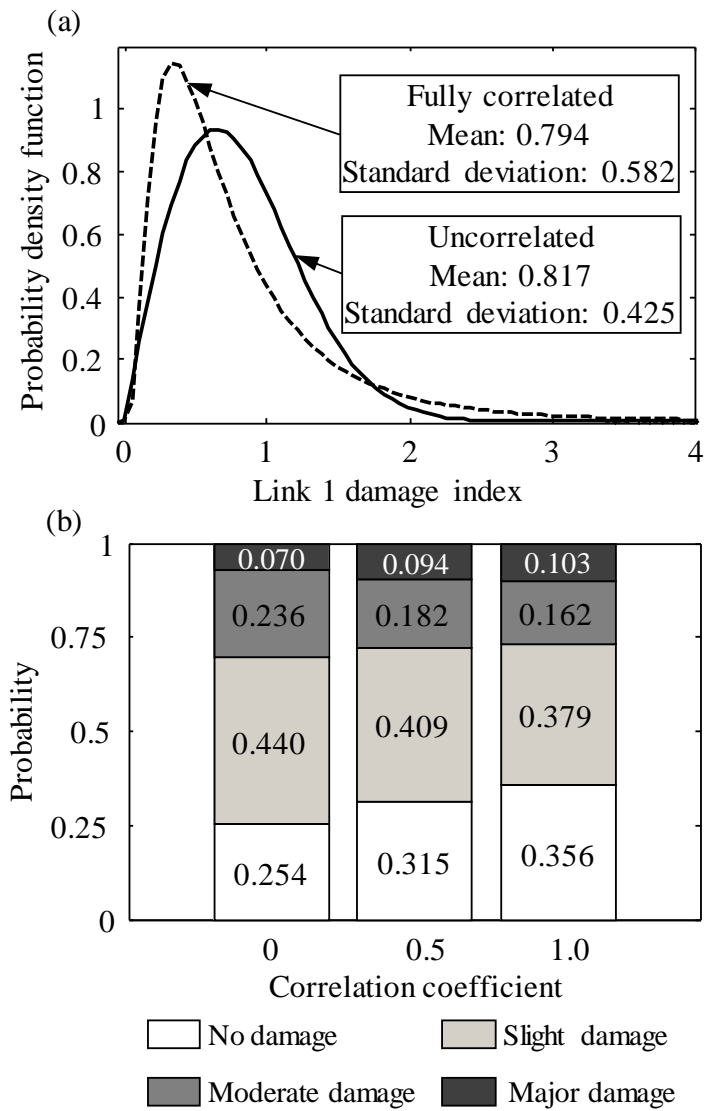 (a)
Probability density function
1
0.8
0.6
0.4
0.2
0
Fully correlated
Mean: 0.794
Standard deviation: 0.582
Uncorrelated
Mean: 0.817
Standard deviation: 0.425
0 1 2 3 4
Link 1 damage index
(b)
Probability
1
0.75
0.5
0.25
0
0.070 0.094 0.103
0.236 0.182 0.162
0.440 0.409 0.379
0.254 0.315 0.356
0 0.5 1.0
Correlation coefficient
No damage Slight damage
Moderate damage Major damage